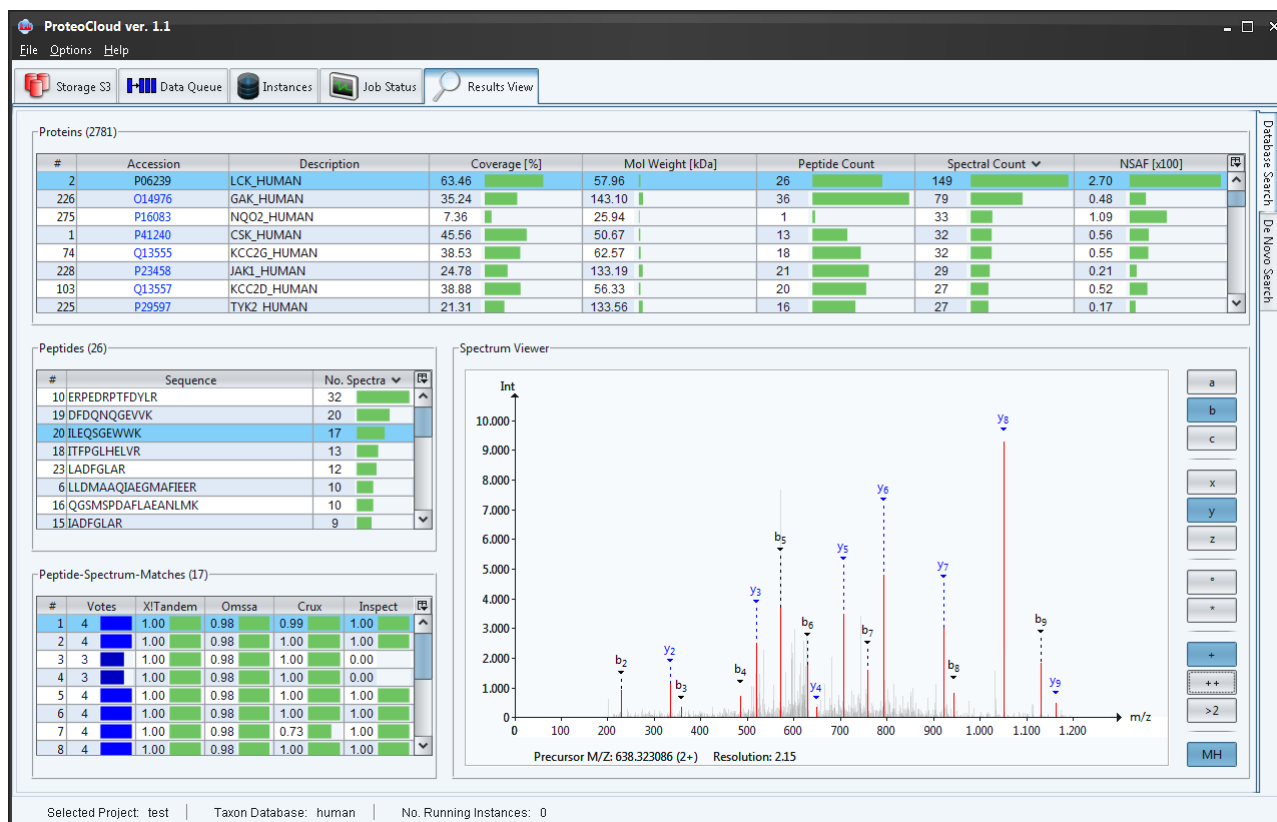 ProteoCloud ver. 1.1
File Options Help
Storage S3 Data Queue Instances Job Status Results View
Database Search
De Novo Search
Proteins (2781)
# Accession Description Coverage [%] Mol Weight [kDa] Peptide Count Spectral Count NSAF [x100]
2 P06239 LCK_HUMAN 63.46 57.96 26 149 2.70
226 O14976 GAK_HUMAN 35.24 143.10 36 79 0.48
275 P16083 NQO2_HUMAN 7.36 25.94 1 33 1.09
1 P41240 CSK_HUMAN 45.56 50.67 13 32 0.56
74 Q13555 KCC2G_HUMAN 38.53 62.57 18 32 0.55
228 P23458 JAK1_HUMAN 24.78 133.19 21 29 0.21
103 Q13557 KCC2D_HUMAN 38.88 56.33 20 27 0.52
225 P29597 TYK2_HUMAN 21.31 133.56 16 27 0.17
Peptides (26)
# Sequence No. Spectra
10 ERPEDRPTFDYLR 32
19 DFDQNQGEVVK 20
20 ILEQSGEWWK 17
18 ITFPGLHELVR 13
23 LADFGLAR 12
6 LLDMAAQIAEGMAFIEER 10
16 QGSMSPDAFLAEANLMK 10
15 IADFGLAR 9
Peptide-Spectrum-Matches (17)
# Votes X!Tandem Omssa Crux Inspect
1 4 1.00 0.98 0.99 1.00
2 4 1.00 0.98 1.00 1.00
3 3 1.00 0.98 1.00 0.00
4 3 1.00 0.98 1.00 0.00
5 4 1.00 0.98 1.00 1.00
6 4 1.00 0.98 1.00 1.00
7 4 1.00 0.98 0.73 1.00
8 4 1.00 0.98 1.00 1.00
Spectrum Viewer
Int
10.000
9.000
8.000
7.000
6.000
5.000
4.000
3.000
2.000
1.000
0
b2 y2 b3 b4 y3 b5 b6 y4 y5 b7 y6 y7 b8 y8 b9 y9
0 100 200 300 400 500 600 700 800 900 1.000 1.100 1.200
m/z
Precursor M/Z: 638.323086 (2+) Resolution: 2.15
a
b
c
x
y
z
°
*
+
++
>2
MH
Selected Project: test Taxon Database: human No. Running Instances: 0